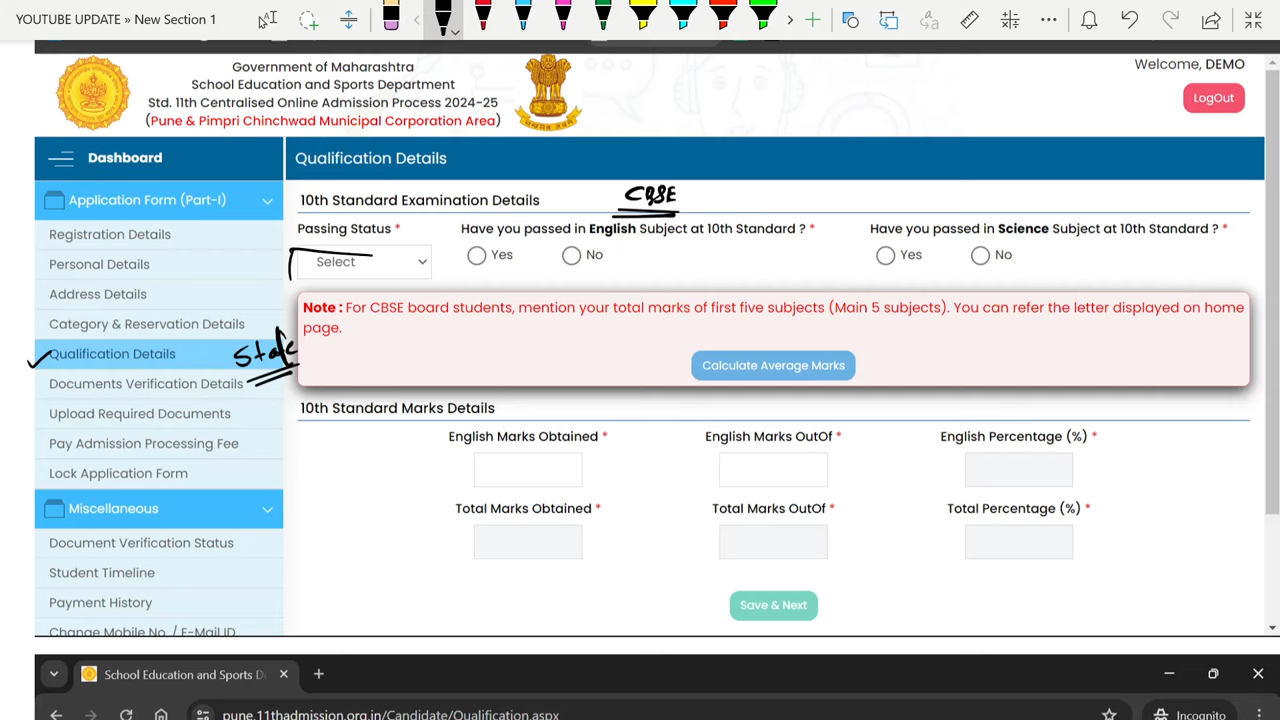 YOUTUBE UPDATE » New Section 1
Government of Maharashtra
School Education and Sports Department
Std. 11th Centralised Online Admission Process 2024-25
(Pune & Pimpri Chinchwad Municipal Corporation Area)
Welcome, DEMO
LogOut
Dashboard
Application Form (Part-I)
Registration Details
Personal Details
Address Details
Category & Reservation Details
Qualification Details
Documents Verification Details
Upload Required Documents
Pay Admission Processing Fee
Lock Application Form
Miscellaneous
Document Verification Status
Student Timeline
Payment History
Change Mobile No. / E-Mail ID
State
Qualification Details
10th Standard Examination Details
CBSE
Passing Status *
Select
Have you passed in English Subject at 10th Standard ? *
Yes
No
Have you passed in Science Subject at 10th Standard ? *
Yes
No
Note : For CBSE board students, mention your total marks of first five subjects (Main 5 subjects). You can refer the letter displayed on home
page.
Calculate Average Marks
10th Standard Marks Details
English Marks Obtained *
English Marks OutOf *
English Percentage (%) *
Total Marks Obtained *
Total Marks OutOf *
Total Percentage (%) *
Save & Next
School Education and Sports D
pune.11thadmission.org.in/Candidate/Qualification.aspx
Incognito